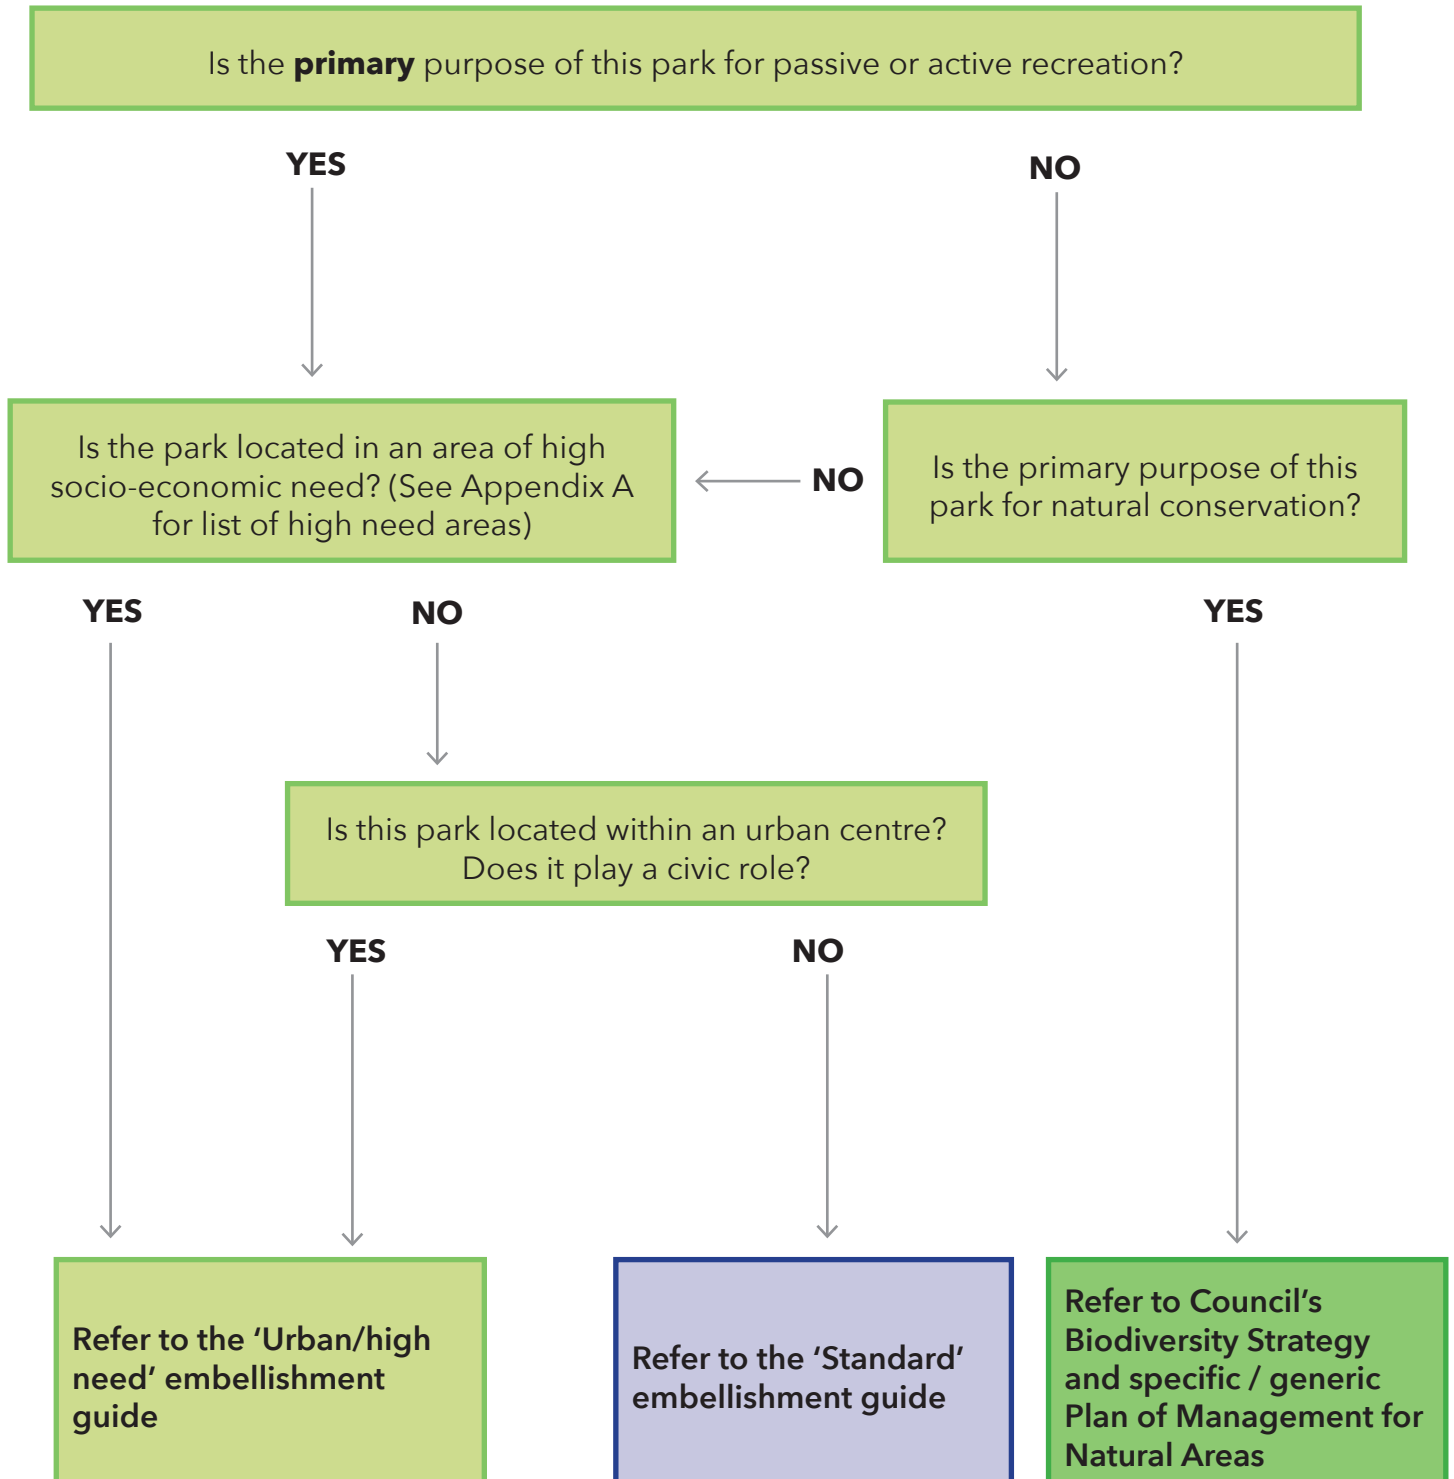 Is the primary purpose of this park for passive or active recreation?
YES
NO
Is the park located in an area of high
socio-economic need? (See Appendix A
for list of high need areas)
NO
Is the primary purpose of this
park for natural conservation?
YES
NO
YES
Is this park located within an urban centre?
Does it play a civic role?
YES
NO
Refer to the ‘Urban/high
need’ embellishment
guide
Refer to the ‘Standard’
embellishment guide
Refer to Council’s
Biodiversity Strategy
and specific / generic
Plan of Management for
Natural Areas